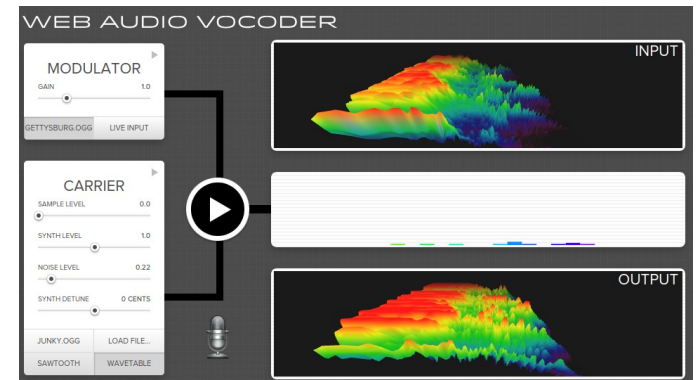 WEB AUDIO VOCODER
MODULATOR
GAIN 1.0
GETTYSBURG.OGG LIVE INPUT
CARRIER
SAMPLE LEVEL 0.0
SYNTH LEVEL 1.0
NOISE LEVEL 0.22
SYNTH DETUNE 0 CENTS
JUNKY.OGG LOAD FILE...
SAWTOOTH WAVETABLE
INPUT
OUTPUT